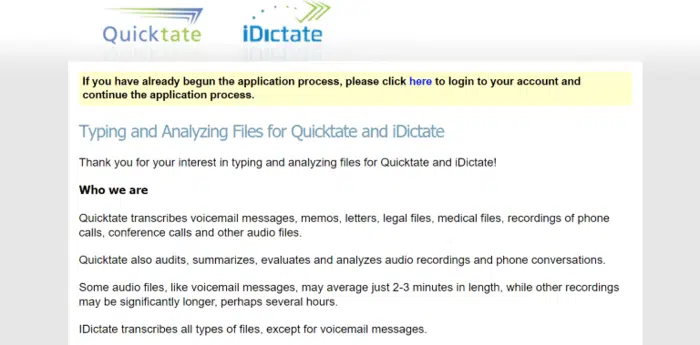 Quicktate iDictate
If you have already begun the application process, please click here to login to your account and
continue the application process.
Typing and Analyzing Files for Quicktate and iDictate
Thank you for your interest in typing and analyzing files for Quicktate and iDictate!
Who we are
Quicktate transcribes voicemail messages, memos, letters, legal files, medical files, recordings of phone
calls, conference calls and other audio files.
Quicktate also audits, summarizes, evaluates and analyzes audio recordings and phone conversations.
Some audio files, like voicemail messages, may average just 2-3 minutes in length, while other recordings
may be significantly longer, perhaps several hours.
IDictate transcribes all types of files, except for voicemail messages.